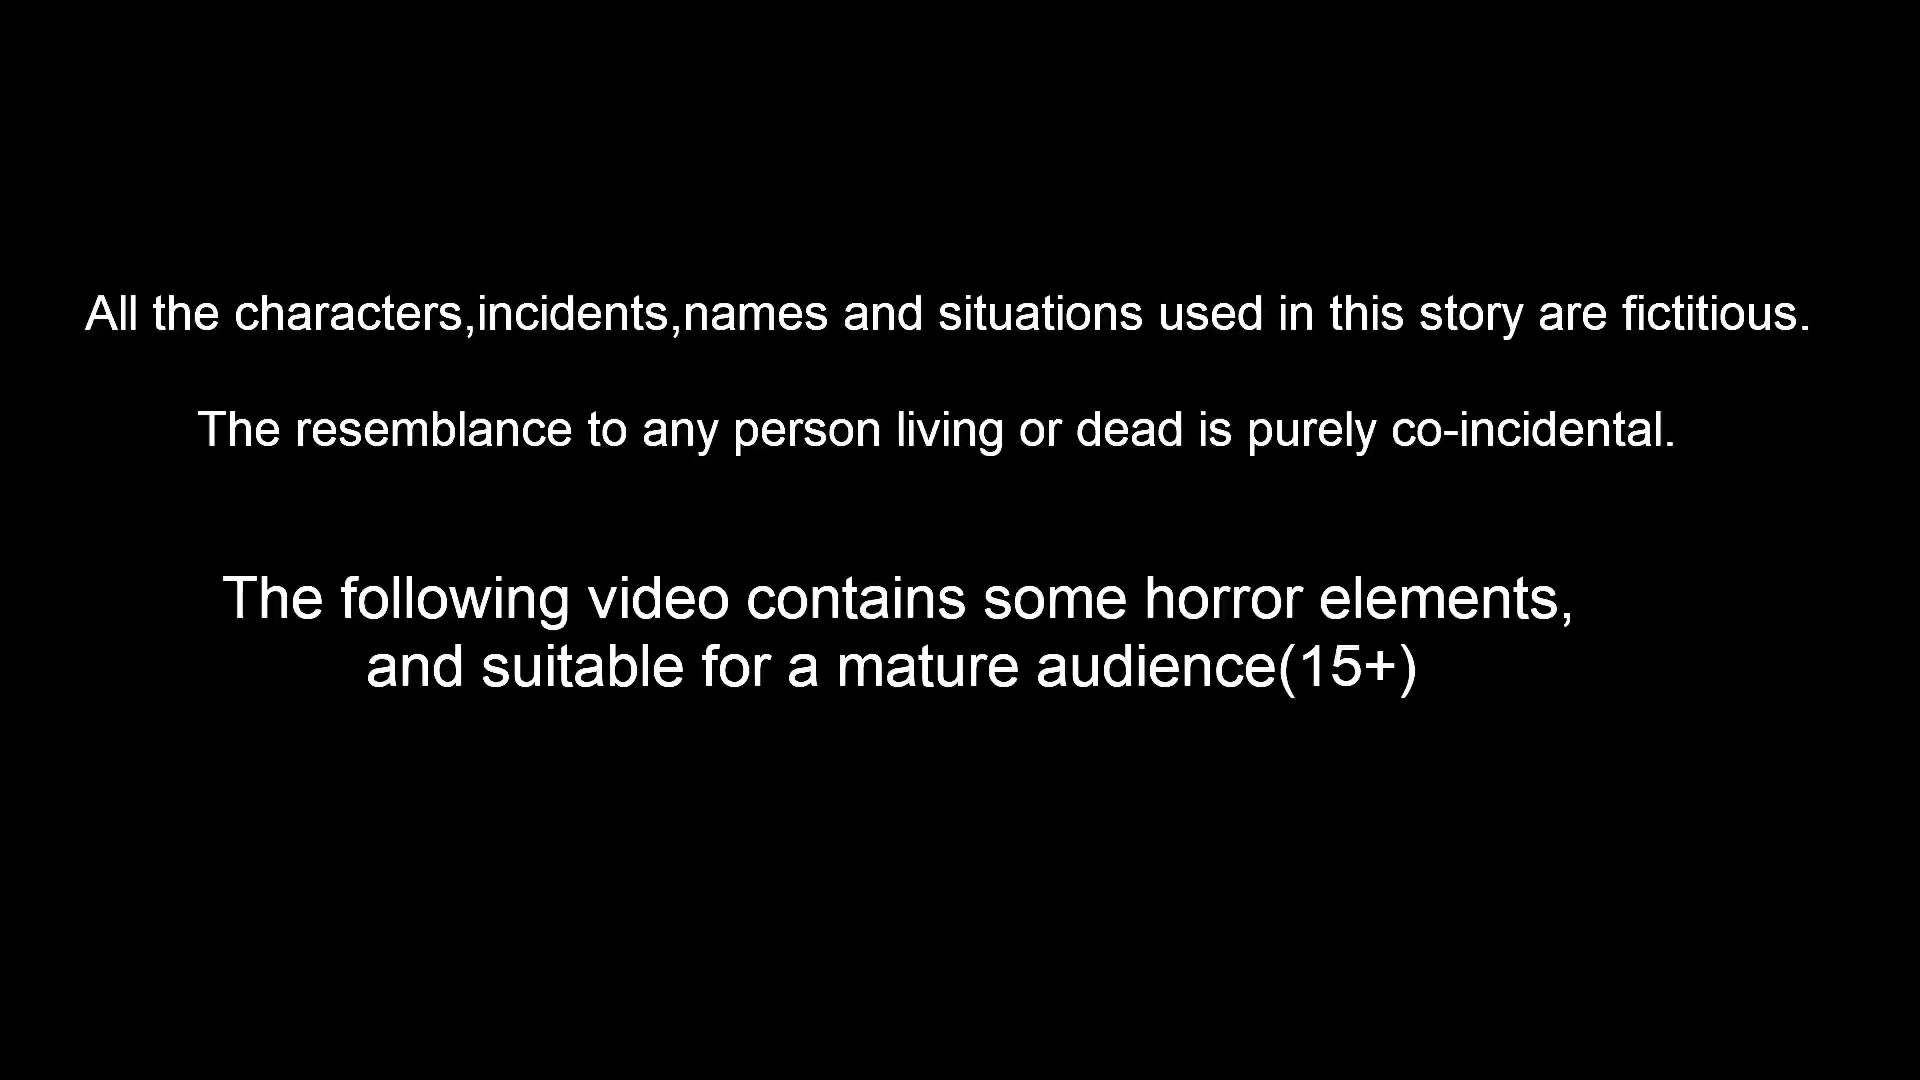 All the characters,incidents,names and situations used in this story are fictitious.
The resemblance to any person living or dead is purely co-incidental.
The following video contains some horror elements,
and suitable for a mature audience(15+)